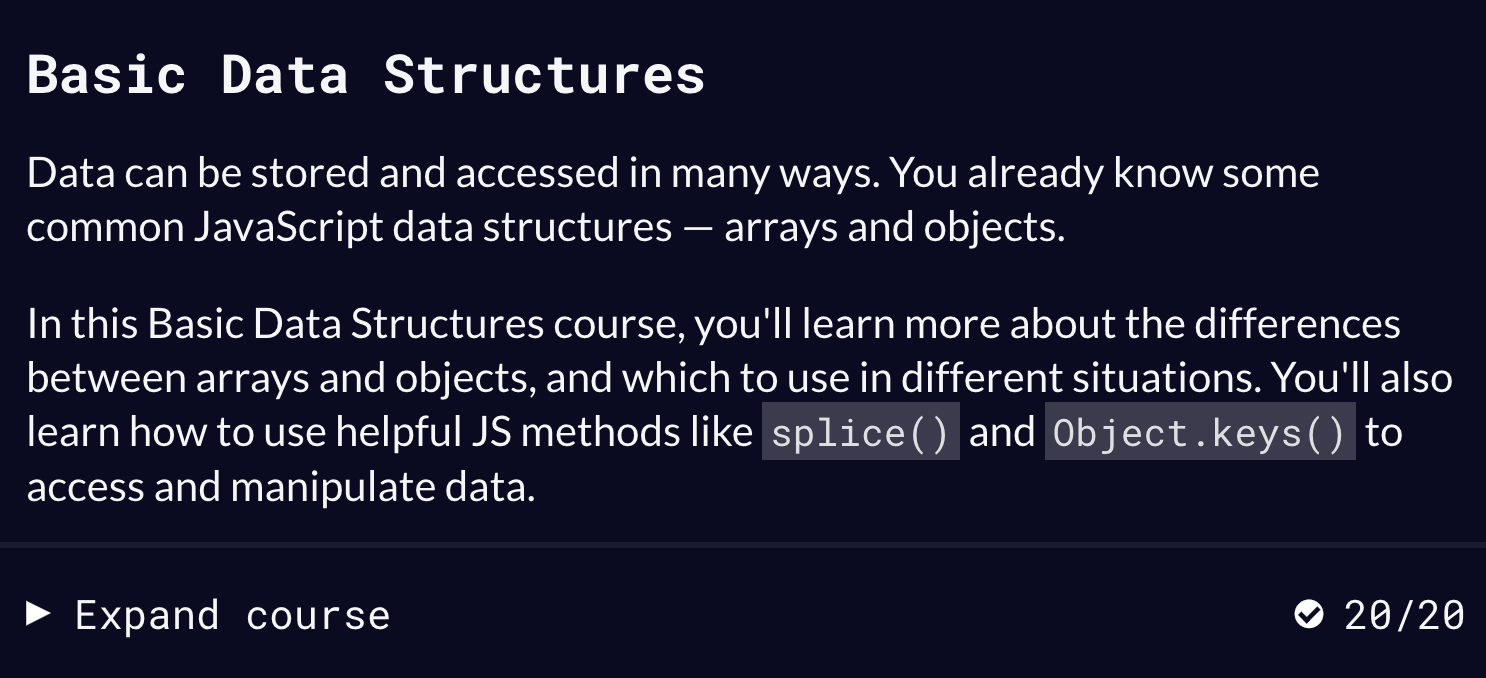 Basic Data Structures
Data can be stored and accessed in many ways. You already know some
common JavaScript data structures — arrays and objects.
In this Basic Data Structures course, you'll learn more about the differences
between arrays and objects, and which to use in different situations. You'll also
learn how to use helpful JS methods like splice() and Object.keys() to
access and manipulate data.
Expand course 20/20